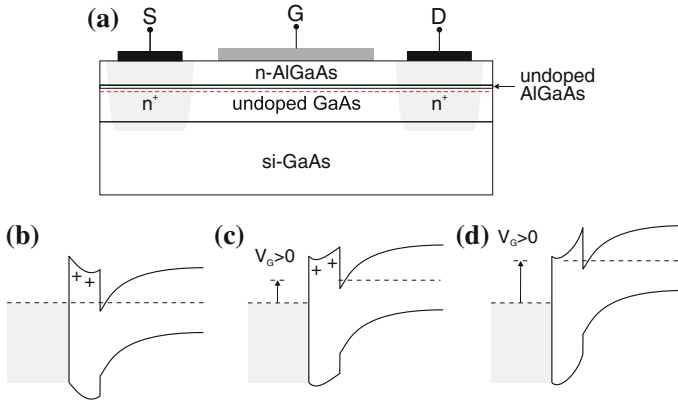 (a)
S G D
n-AlGaAs
undoped AlGaAs
n+ undoped GaAs n+
si-GaAs
(b)
+ +
(c)
VG>0
+ +
(d)
VG>0